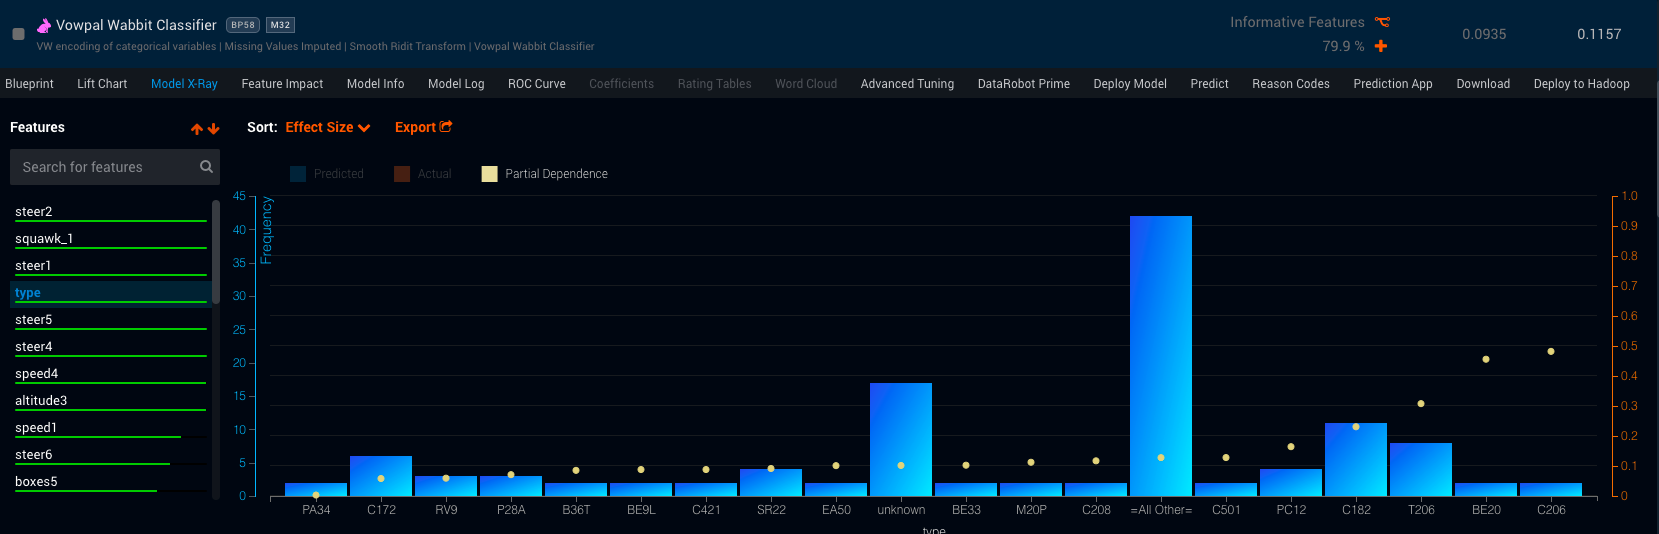 Vowpal Wabbit Classifier BP58 M32
VW encoding of categorical variables | Missing Values Imputed | Smooth Ridit Transform | Vowpal Wabbit Classifier
Informative Features
79.9 %
0.0935
0.1157
Blueprint Lift Chart Model X-Ray Feature Impact Model Info Model Log ROC Curve Coefficients Rating Tables Word Cloud Advanced Tuning DataRobot Prime Deploy Model Predict Reason Codes Prediction App Download Deploy to Hadoop
Features
Search for features
steer2
squawk_1
steer1
type
steer5
steer4
speed4
altitude3
speed1
steer6
boxes5
Sort: Effect Size Export
Predicted Actual Partial Dependence
Frequency
45
40
35
30
25
20
15
10
5
0
1.0
0.9
0.8
0.7
0.6
0.5
0.4
0.3
0.2
0.1
0
PA34 C172 RV9 P28A B36T BE9L C421 SR22 EA50 unknown BE33 M20P C208 =All Other= C501 PC12 C182 T206 BE20 C206
type